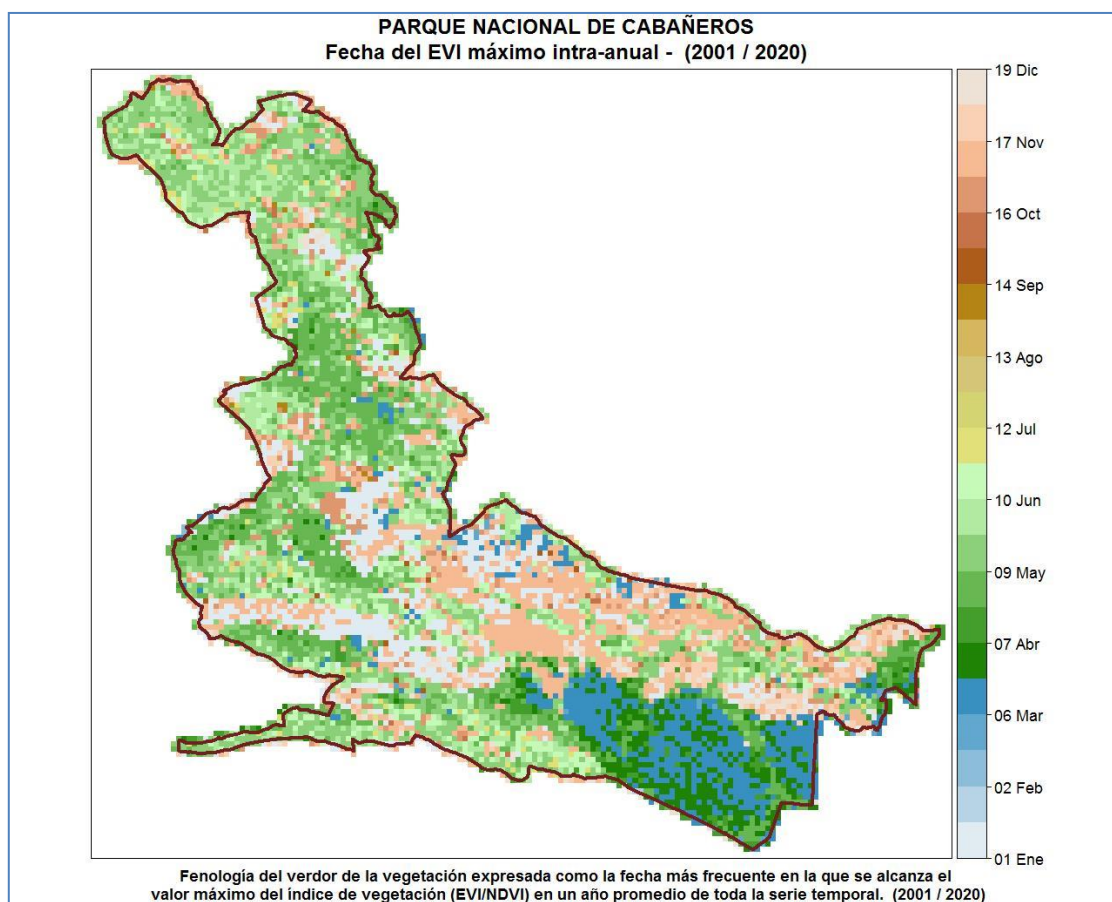 PARQUE NACIONAL DE CABAÑEROS
Fecha del EVI máximo intra-anual - (2001 / 2020)
19 Dic
17 Nov
16 Oct
14 Sep
13 Ago
12 Jul
10 Jun
09 May
07 Abr
06 Mar
02 Feb
01 Ene
Fenología del verdor de la vegetación expresada como la fecha más frecuente en la que se alcanza el
valor máximo del índice de vegetación (EVI/NDVI) en un año promedio de toda la serie temporal. (2001 / 2020)